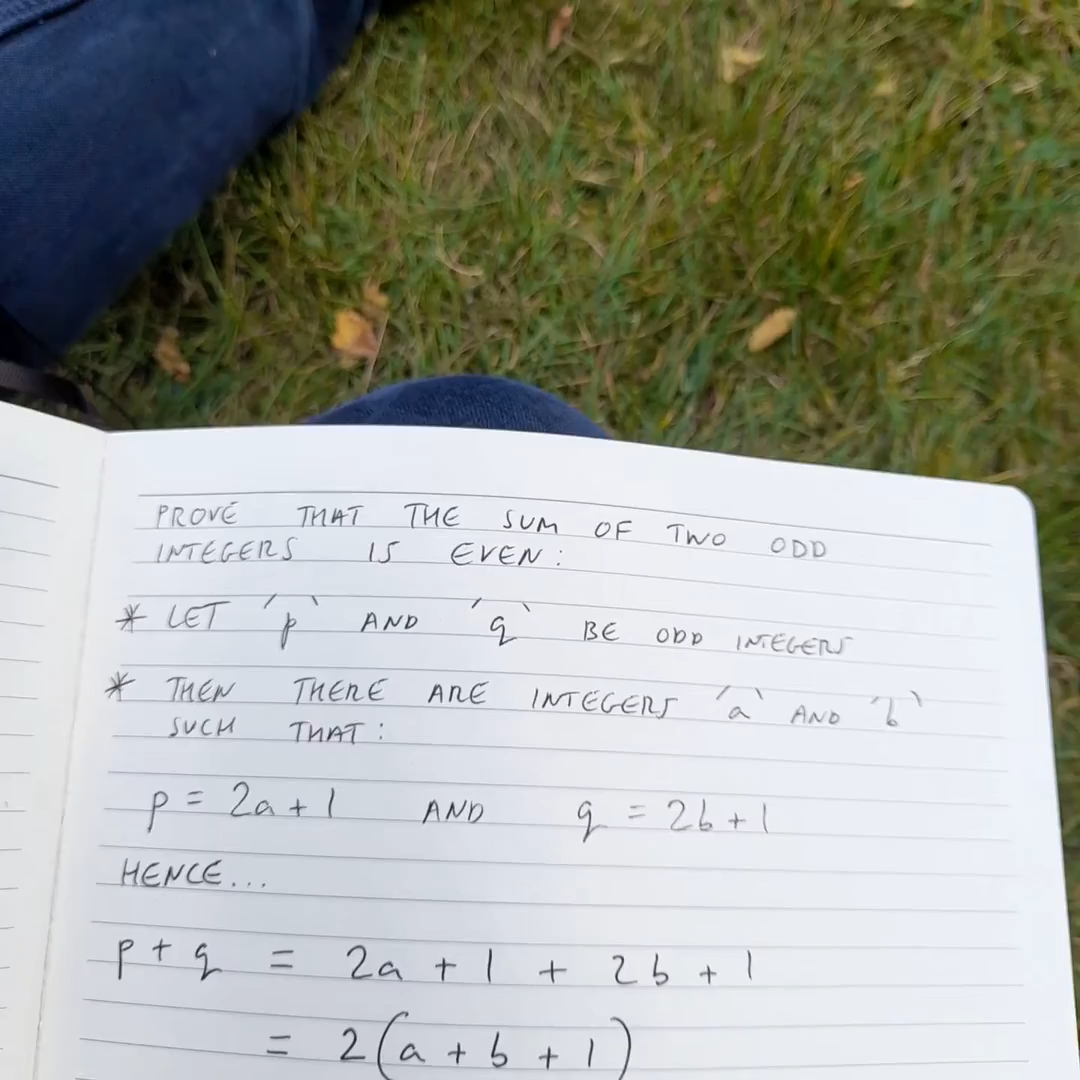 PROVE THAT THE SUM OF TWO ODD
INTEGERS IS EVEN:
* LET 'p' AND 'q' BE ODD INTEGERS
* THEN THERE ARE INTEGERS 'a' AND 'b'
SUCH THAT:
p = 2a + 1 AND q = 2b + 1
HENCE...
p + q = 2a + 1 + 2b + 1
= 2(a + b + 1)